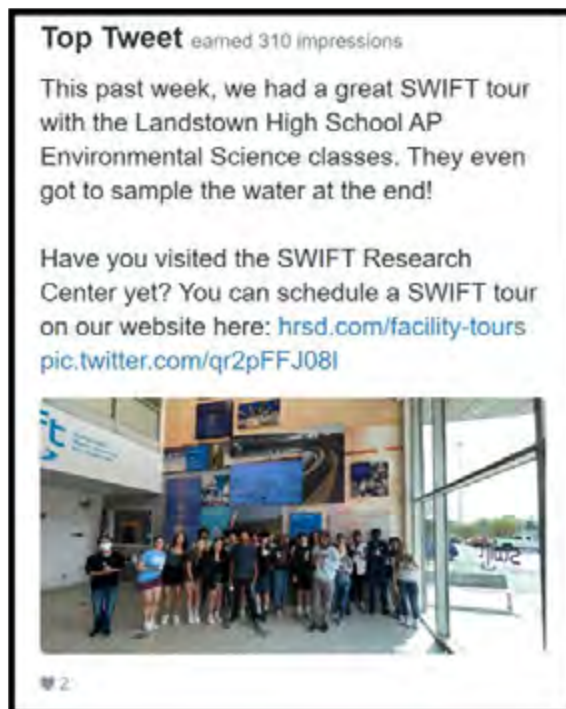 Top Tweet earned 310 impressions
This past week, we had a great SWIFT tour
with the Landstown High School AP
Environmental Science classes. They even
got to sample the water at the end!
Have you visited the SWIFT Research
Center yet? You can schedule a SWIFT tour
on our website here: hrsd.com/facility-tours
pic.twitter.com/qr2pFFJ08I
2